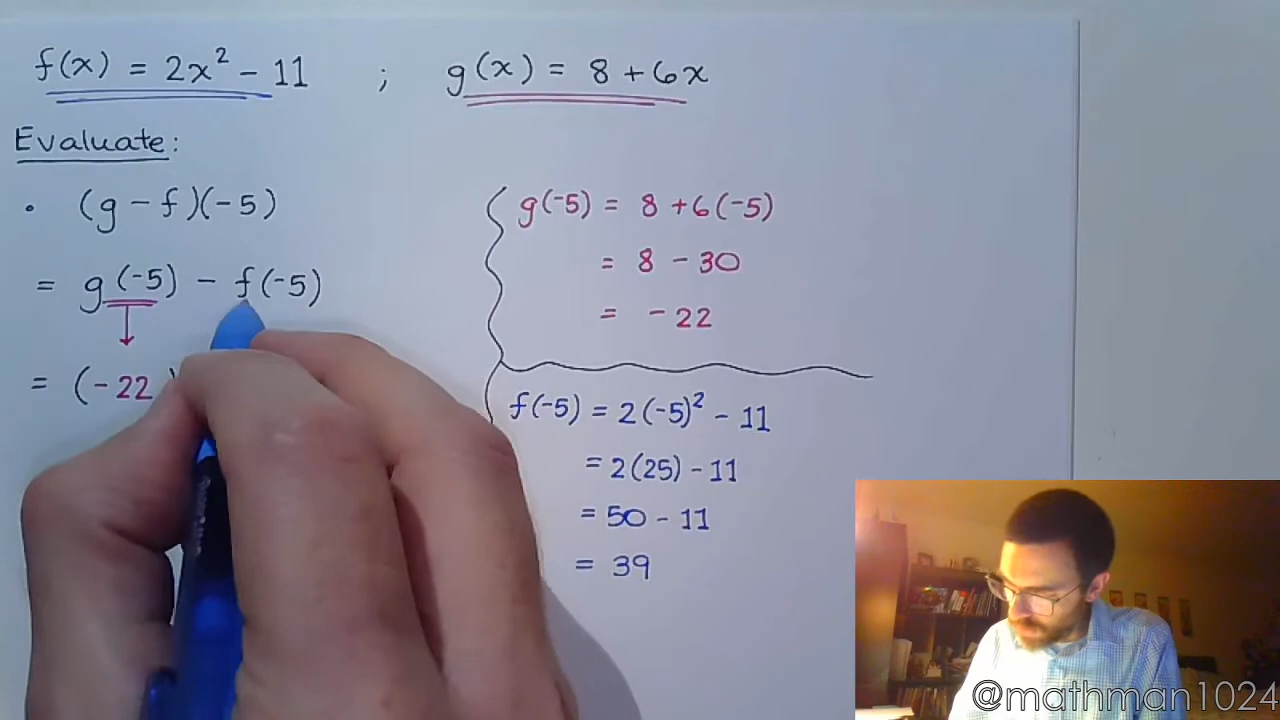 f(x) = 2x² - 11 ; g(x) = 8 + 6x
Evaluate:
• (g - f)(-5)
= g(-5) - f(-5)
= (-22
g(-5) = 8 + 6(-5)
= 8 - 30
= -22
f(-5) = 2(-5)² - 11
= 2(25) - 11
= 50 - 11
= 39
@mathman1024